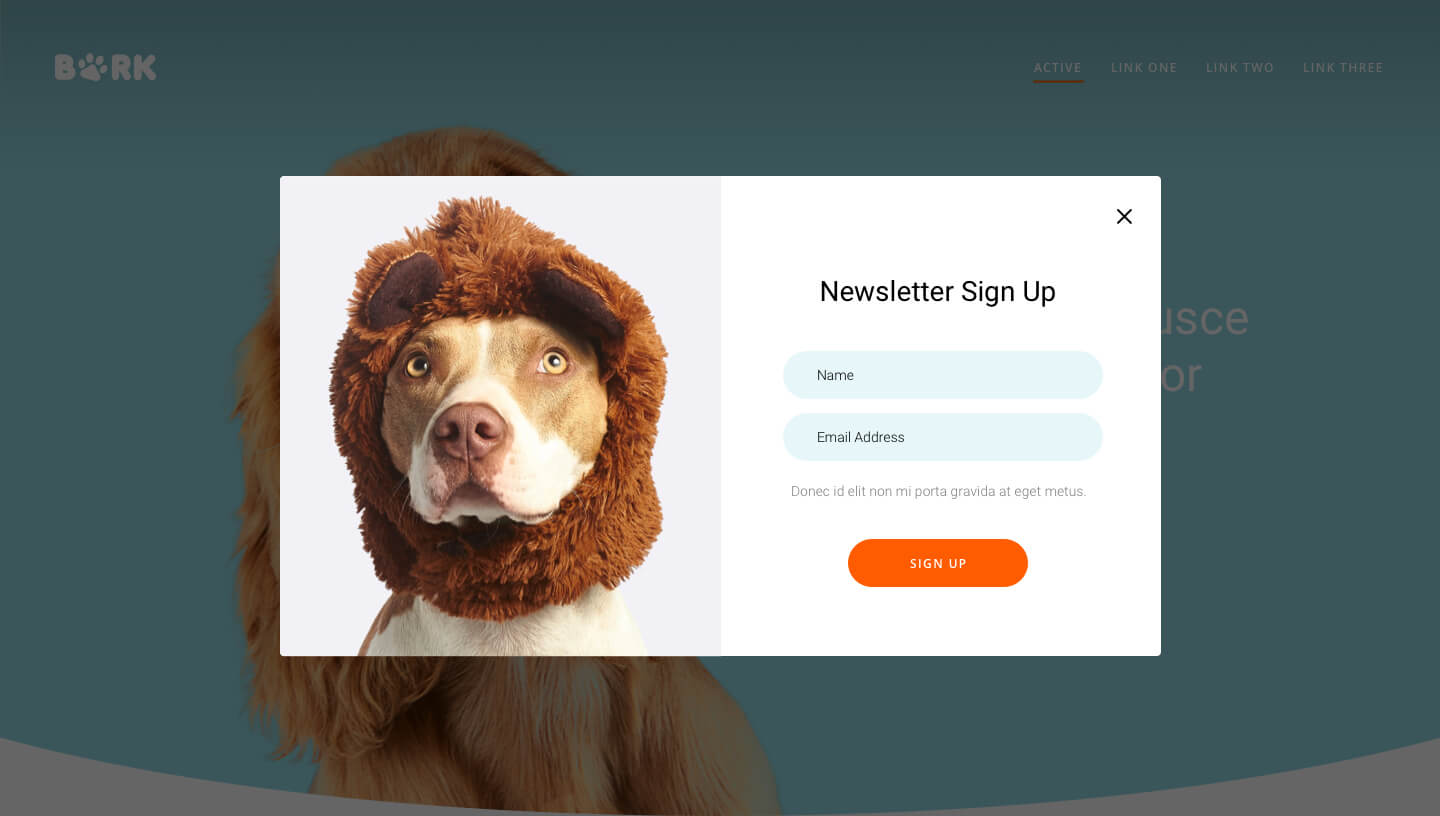 BARK
ACTIVE LINK ONE LINK TWO LINK THREE
usce
or
Newsletter Sign Up
Name
Email Address
Donec id elit non mi porta gravida at eget metus.
SIGN UP